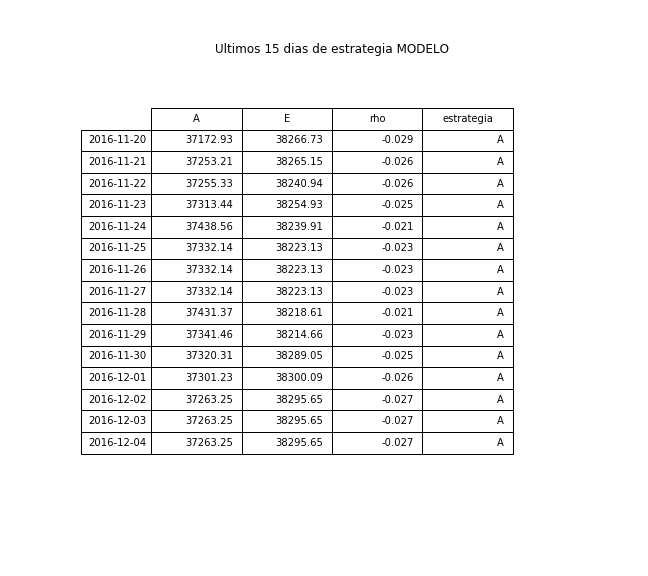 Ultimos 15 dias de estrategia MODELO
A E rho estrategia
2016-11-20 37172.93 38266.73 -0.029 A
2016-11-21 37253.21 38265.15 -0.026 A
2016-11-22 37255.33 38240.94 -0.026 A
2016-11-23 37313.44 38254.93 -0.025 A
2016-11-24 37438.56 38239.91 -0.021 A
2016-11-25 37332.14 38223.13 -0.023 A
2016-11-26 37332.14 38223.13 -0.023 A
2016-11-27 37332.14 38223.13 -0.023 A
2016-11-28 37431.37 38218.61 -0.021 A
2016-11-29 37341.46 38214.66 -0.023 A
2016-11-30 37320.31 38289.05 -0.025 A
2016-12-01 37301.23 38300.09 -0.026 A
2016-12-02 37263.25 38295.65 -0.027 A
2016-12-03 37263.25 38295.65 -0.027 A
2016-12-04 37263.25 38295.65 -0.027 A